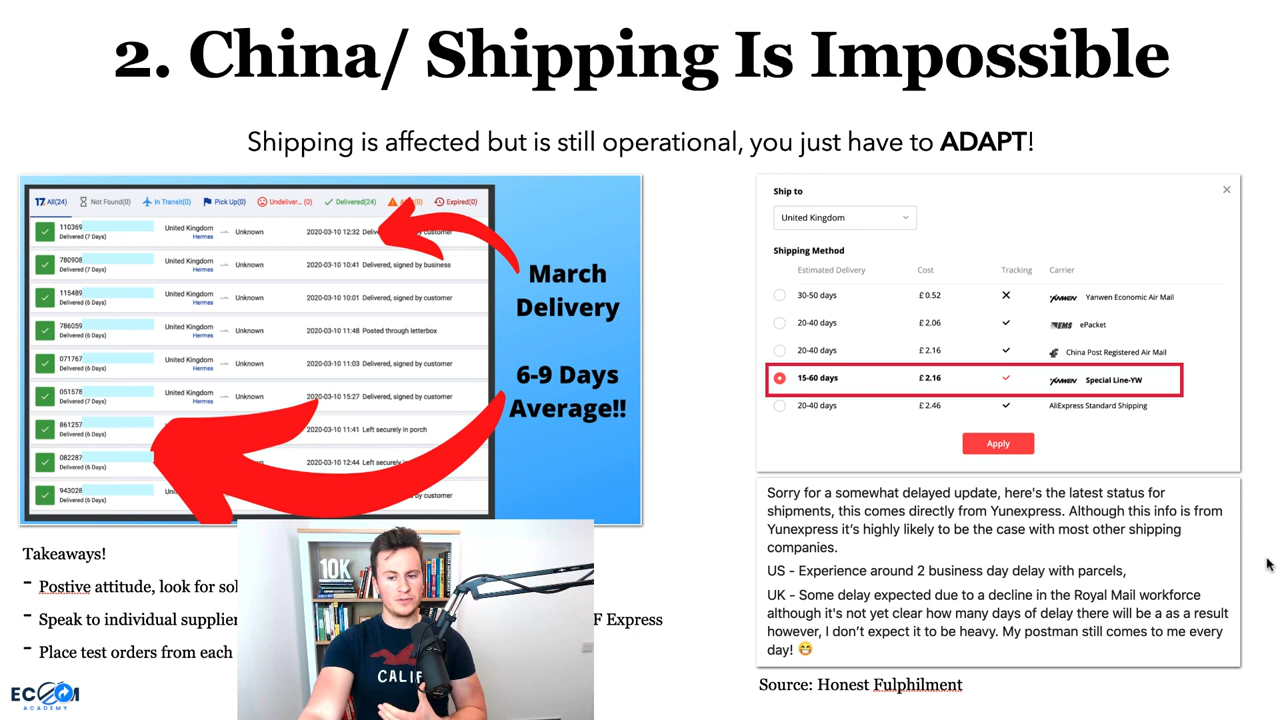 2. China/ Shipping Is Impossible
Shipping is affected but is still operational, you just have to ADAPT!
17 All(24) Not Found(0) In Transit(0) Pick Up(0) Undeliver... (0) Delivered(24) (0) Expired(0)
110369 United Kingdom Unknown 2020-03-10 12:32 by customer
Delivered (7 Days) Hermes
780908 United Kingdom Unknown 2020-03-10 10:41 Delivered, signed by business
Delivered (7 Days) Hermes
115489 United Kingdom Unknown 2020-03-10 10:01 Delivered, signed by customer
Delivered (6 Days) Hermes
786059 United Kingdom Unknown 2020-03-10 11:48 Posted through letterbox
Delivered (6 Days) Hermes
071767 United Kingdom Unknown 2020-03-10 11:03 Delivered, signed by customer
Delivered (6 Days) Hermes
051578 United Kingdom Unknown 15:27 Delivered, signed by customer
Delivered (7 Days) Hermes
861257 2020-03-10 11:41 Left securely in porch
Delivered (6 Days)
082287 2020-03-10 12:44 Left securely
Delivered (6 Days)
943028 by customer
Delivered (6 Days)
March
Delivery
6-9 Days
Average!!
Ship to
United Kingdom
Shipping Method
Estimated Delivery Cost Tracking Carrier
30-50 days £ 0.52 YANWEN Yanwen Economic Air Mail
20-40 days £ 2.06 EMS ePacket
20-40 days £ 2.16 China Post Registered Air Mail
15-60 days £ 2.16 YANWEN Special Line-YW
20-40 days £ 2.46 AliExpress Standard Shipping
Apply
Sorry for a somewhat delayed update, here's the latest status for
shipments, this comes directly from Yunexpress. Although this info is from
Yunexpress it's highly likely to be the case with most other shipping
companies.
US - Experience around 2 business day delay with parcels,
UK - Some delay expected due to a decline in the Royal Mail workforce
although it's not yet clear how many days of delay there will be a as a result
however, I don't expect it to be heavy. My postman still comes to me every
day! 😁
Source: Honest Fulphilment
Takeaways!
- Postive attitude, look for sol
- Speak to individual supplier F Express
- Place test orders from each
10K
CALIF
ECOM
ACADEMY